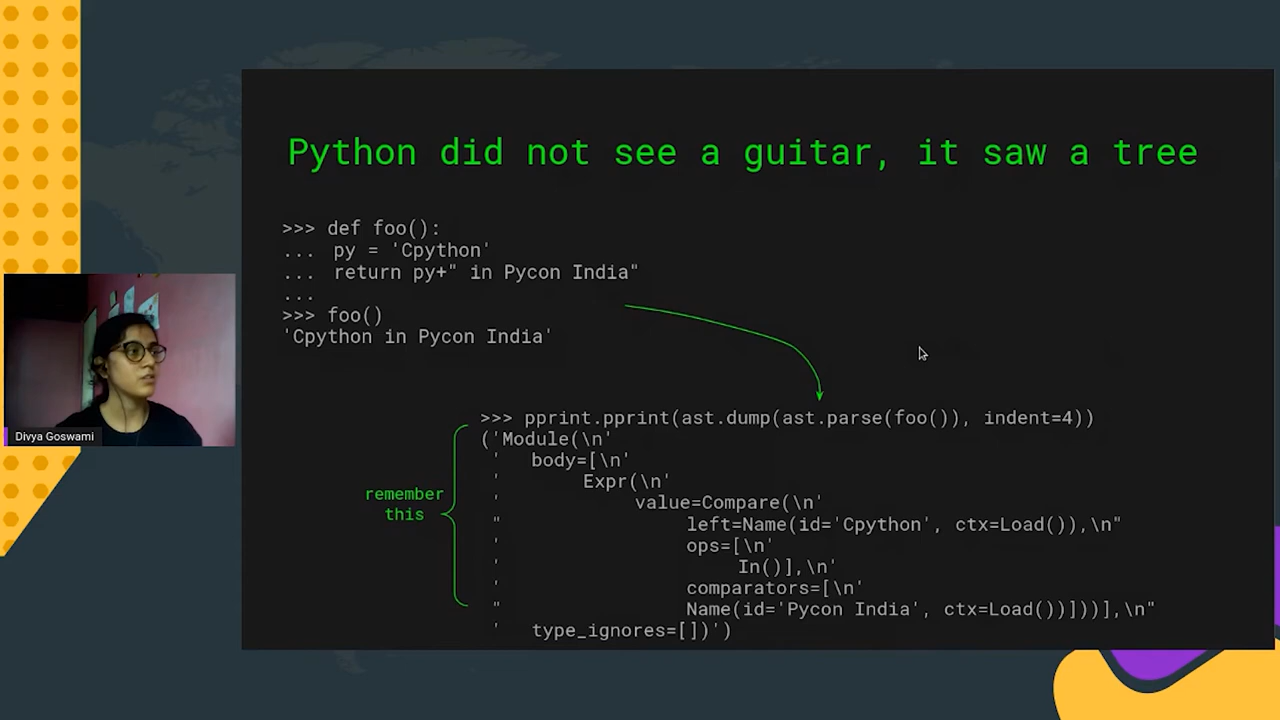 Python did not see a guitar, it saw a tree
>>> def foo():
... py = 'Cpython'
... return py+" in Pycon India"
...
>>> foo()
'Cpython in Pycon India'
>>> pprint.pprint(ast.dump(ast.parse(foo()), indent=4))
('Module(\n'
' body=[\n'
' Expr(\n'
' value=Compare(\n'
" left=Name(id='Cpython', ctx=Load()),\n"
' ops=[\n'
' In()],\n'
' comparators=[\n'
" Name(id='Pycon India', ctx=Load())]))],\n"
' type_ignores=[])')
remember
this
Divya Goswami